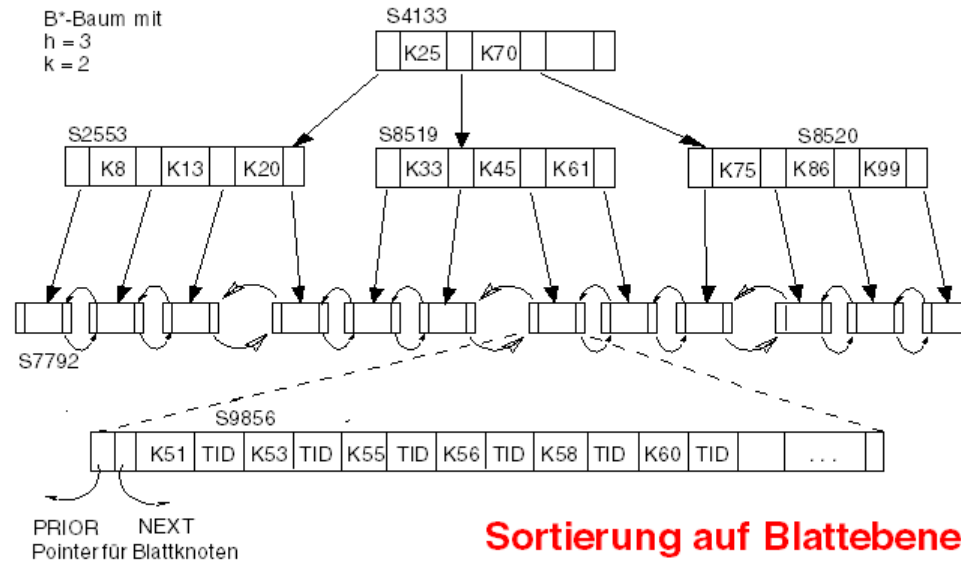 B*-Baum mit
h = 3
k = 2
S4133
K25 K70
S2553
K8 K13 K20
S8519
K33 K45 K61
S8520
K75 K86 K99
S7792
S9856
K51 TID K53 TID K55 TID K56 TID K58 TID K60 TID ...
PRIOR NEXT
Pointer für Blattknoten
Sortierung auf Blattebene